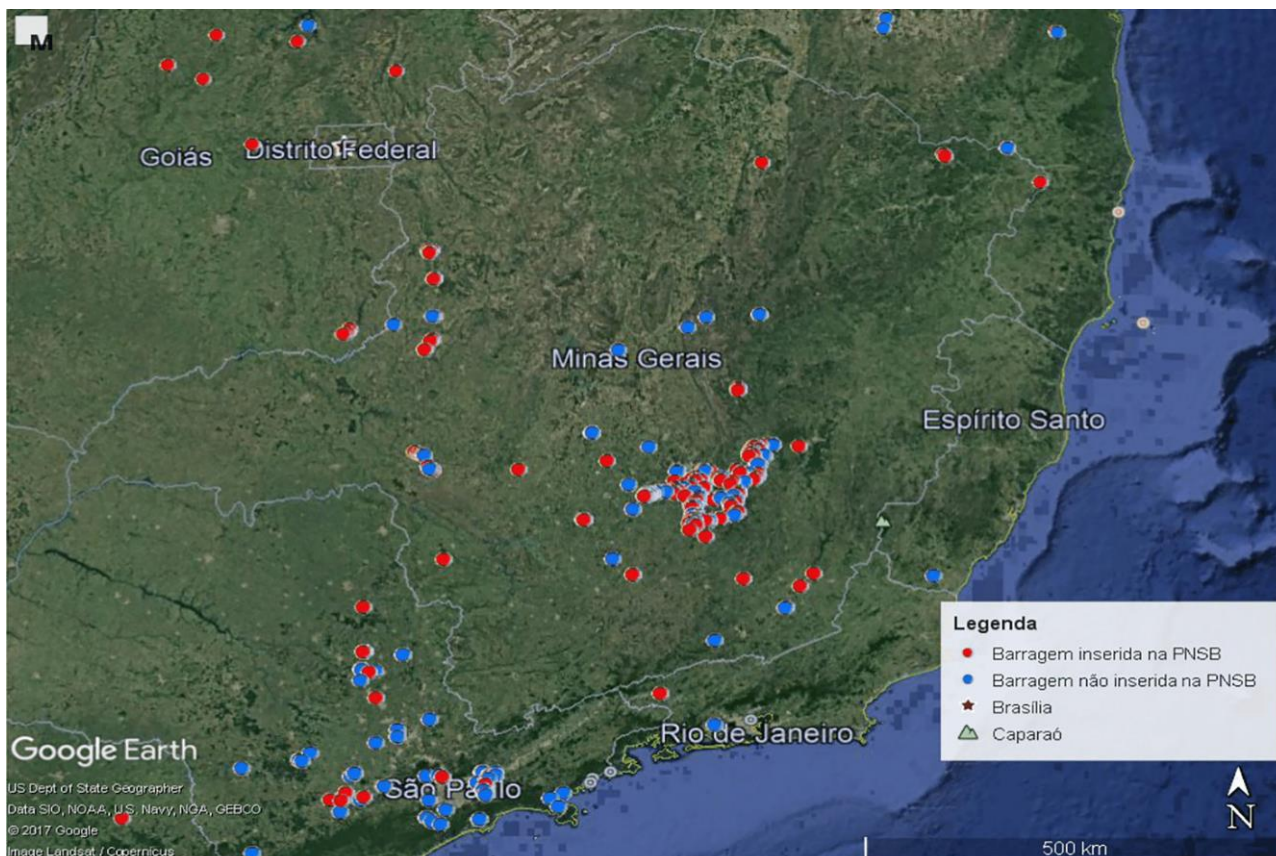 M
Goiás
Distrito Federal
Minas Gerais
Espírito Santo
Legenda
Barragem inserida na PNSB
Barragem não inserida na PNSB
Brasília
Caparaó
Rio de Janeiro
Google Earth
São Paulo
US Dept of State Geographer
Data SIO, NOAA, U.S. Navy, NGA, GEBCO
© 2017 Google
Image Landsat / Copernicus
N
500 km